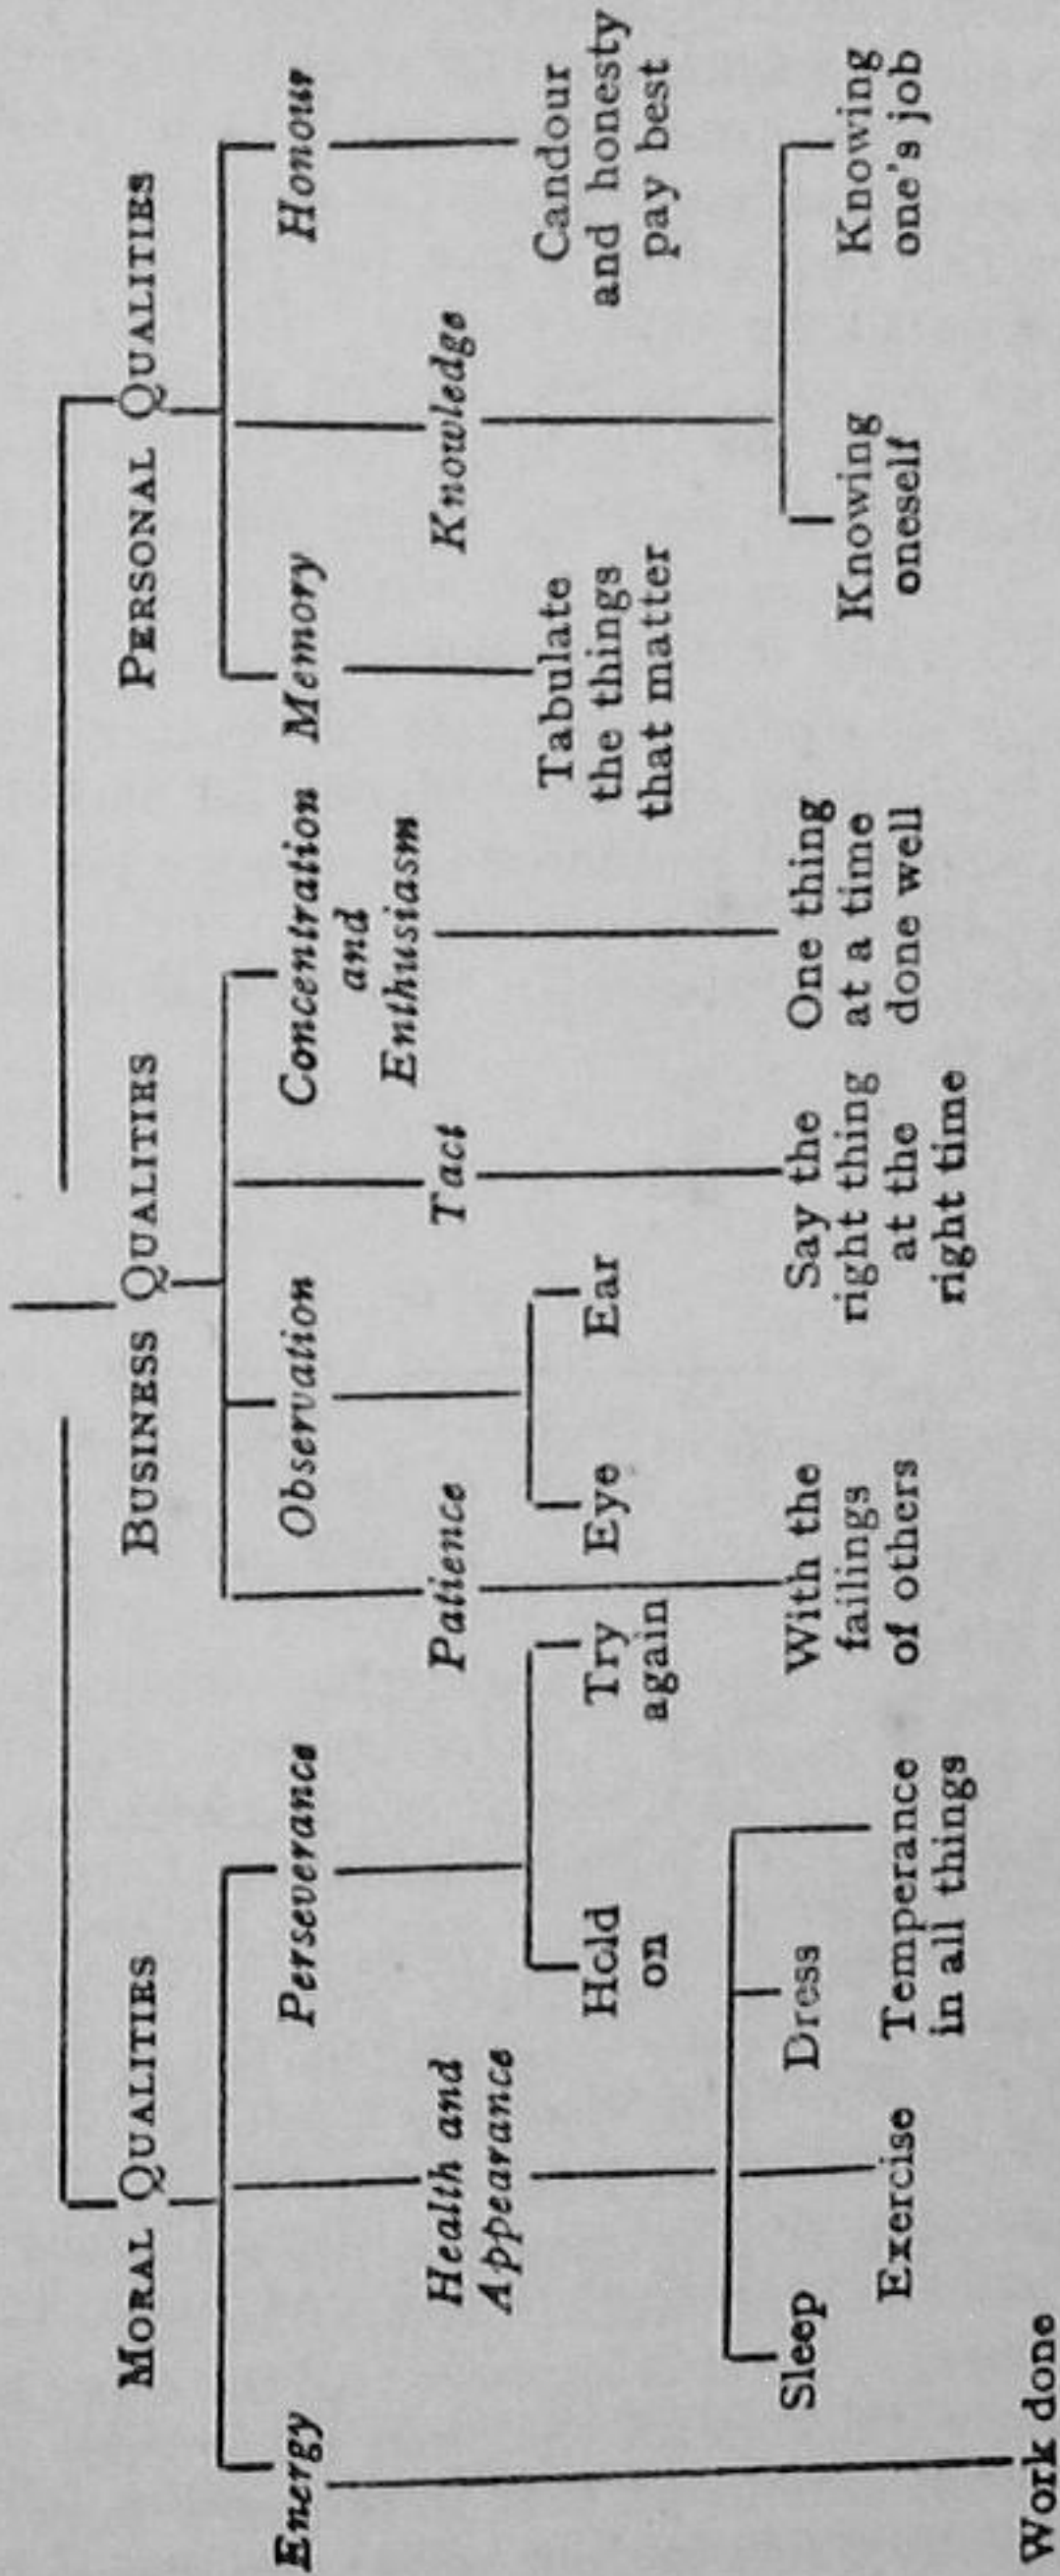 MORAL QUALITIES
BUSINESS QUALITIES
PERSONAL QUALITIES
Energy
Perseverance
Observation
Concentration
and
Enthusiasm
Memory
Honour
Health and
Appearance
Patience
Tact
Knowledge
Hold
on
Try
again
Eye
Ear
Tabulate
the things
that matter
Candour
and honesty
pay best
Sleep
Dress
Exercise
Temperance
in all things
With the
failings
of others
Say the
right thing
at the
right time
One thing
at a time
done well
Knowing
oneself
Knowing
one's job
Work done